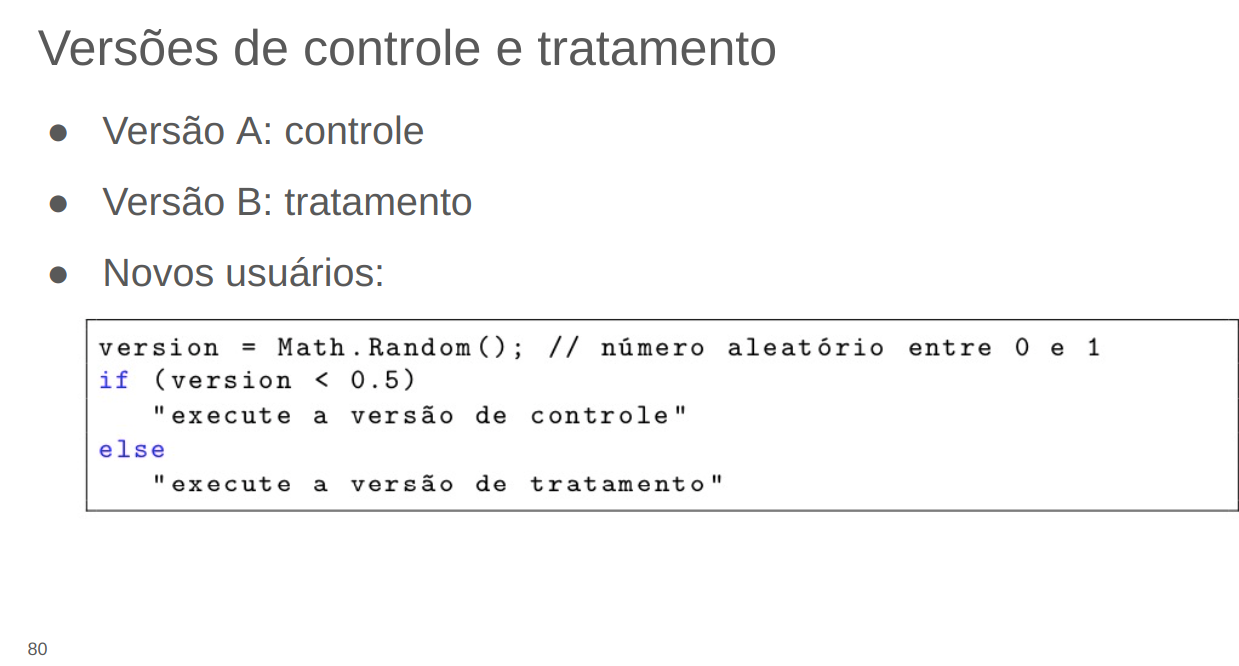 Versões de controle e tratamento
● Versão A: controle
● Versão B: tratamento
● Novos usuários:
version = Math.Random(); // número aleatório entre 0 e 1
if (version < 0.5)
   "execute a versão de controle"
else
   "execute a versão de tratamento"
80